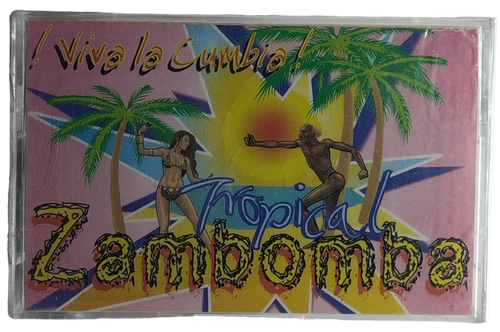 ! Viva la Cumbia !
Tropical
Zambomba